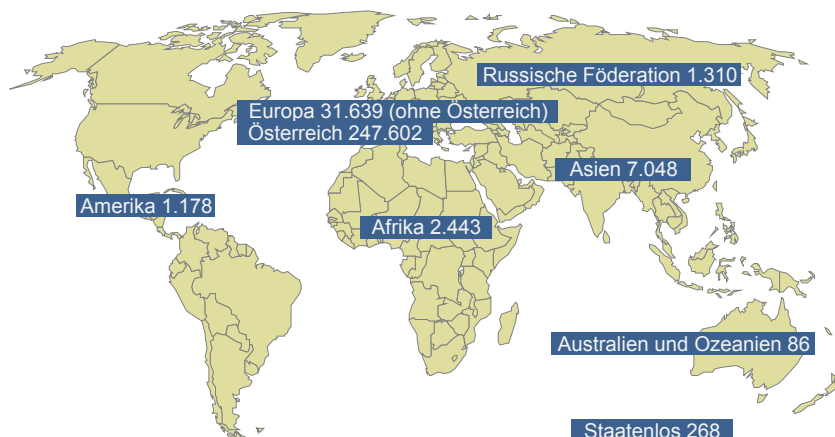 Russische Föderation 1.310
Europa 31.639 (ohne Österreich)
Österreich 247.602
Asien 7.048
Amerika 1.178
Afrika 2.443
Australien und Ozeanien 86
Staatenlos 268